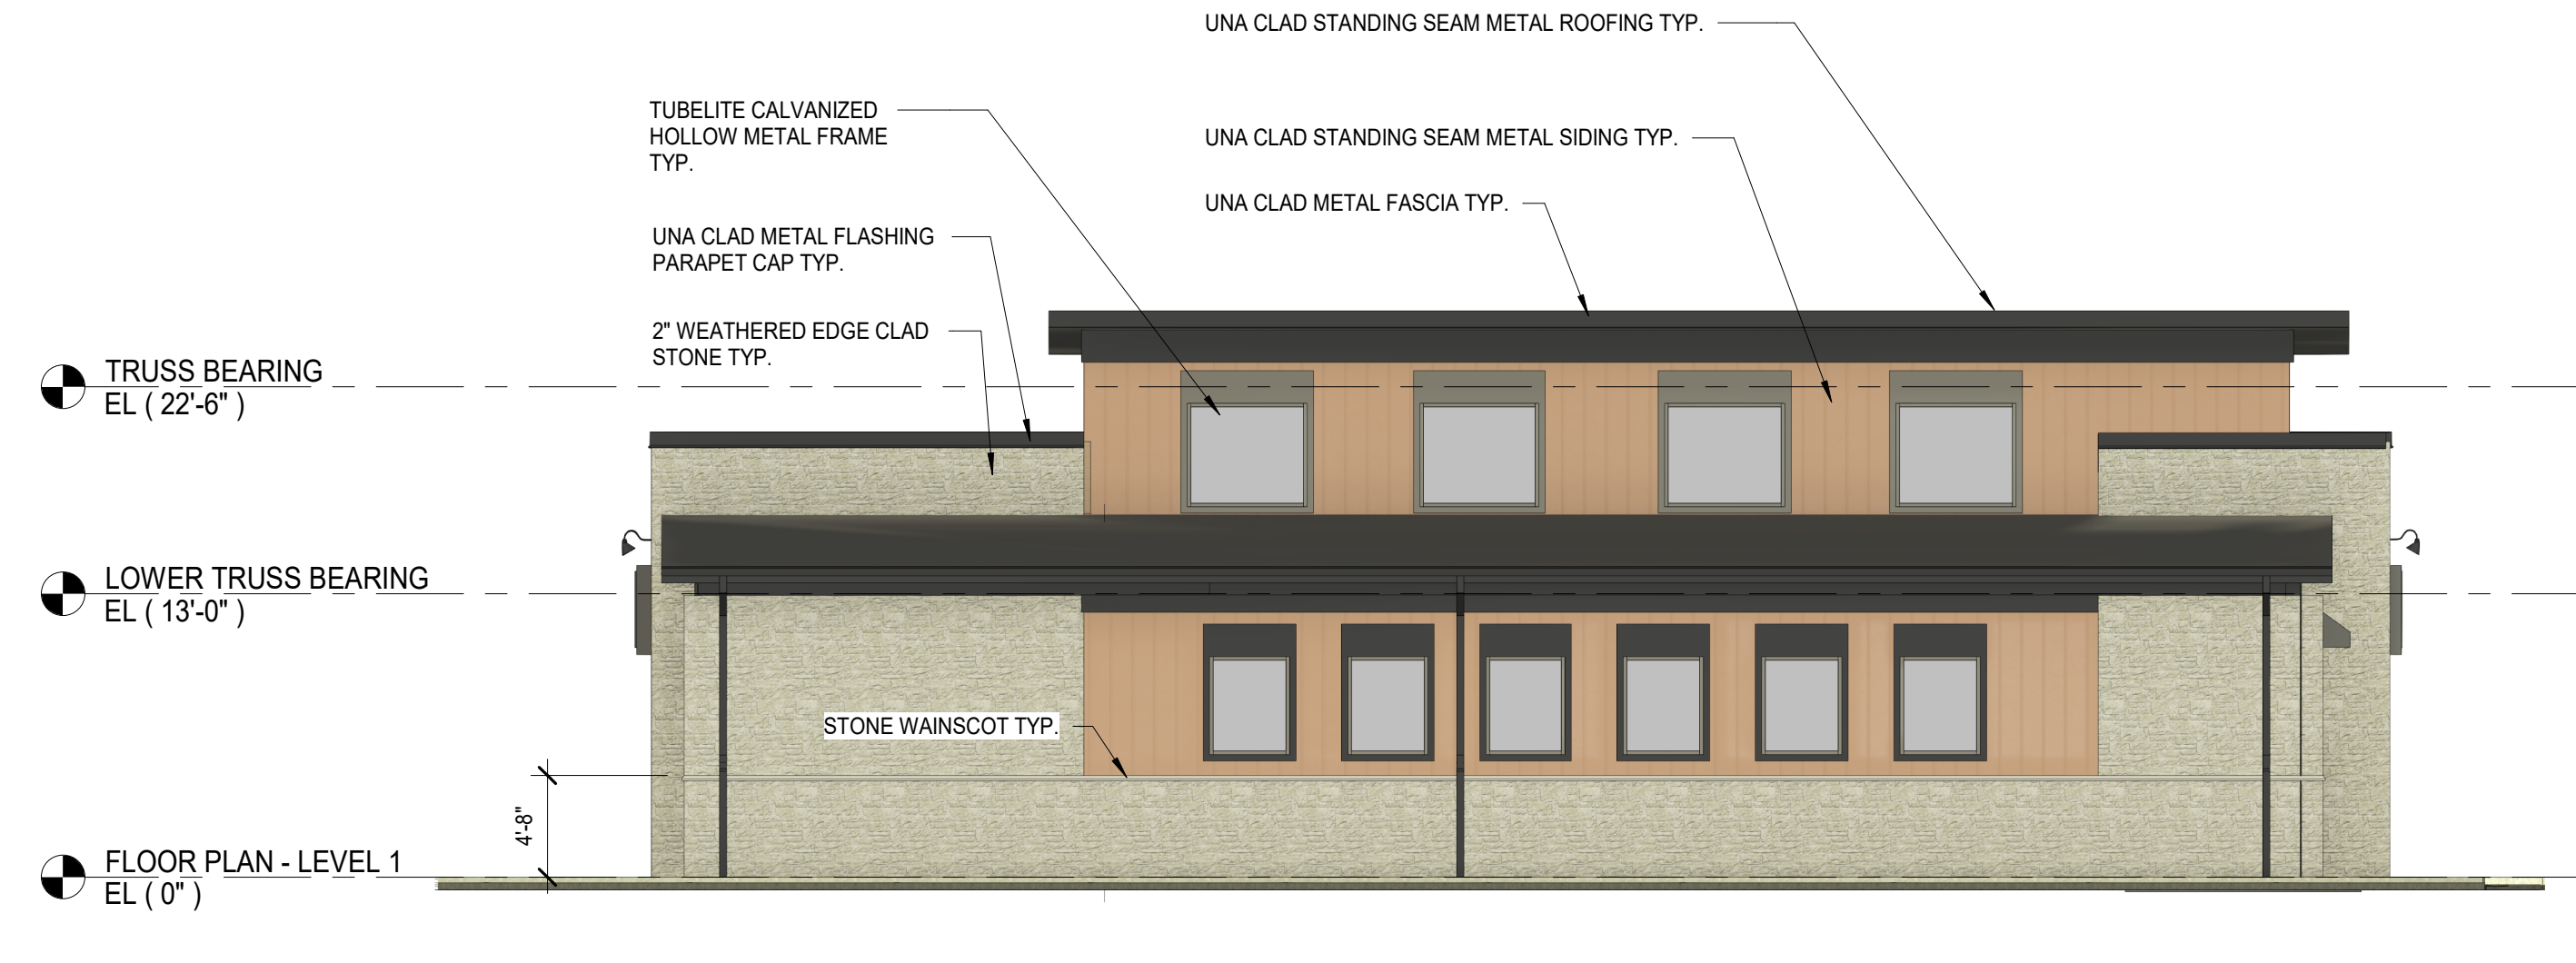 UNA CLAD STANDING SEAM METAL ROOFING TYP.
TUBELITE CALVANIZED
HOLLOW METAL FRAME
TYP.
UNA CLAD STANDING SEAM METAL SIDING TYP.
UNA CLAD METAL FASCIA TYP.
UNA CLAD METAL FLASHING
PARAPET CAP TYP.
2" WEATHERED EDGE CLAD
STONE TYP.
TRUSS BEARING
EL ( 22'-6" )
LOWER TRUSS BEARING
EL ( 13'-0" )
STONE WAINSCOT TYP.
4'-8"
FLOOR PLAN - LEVEL 1
EL ( 0" )